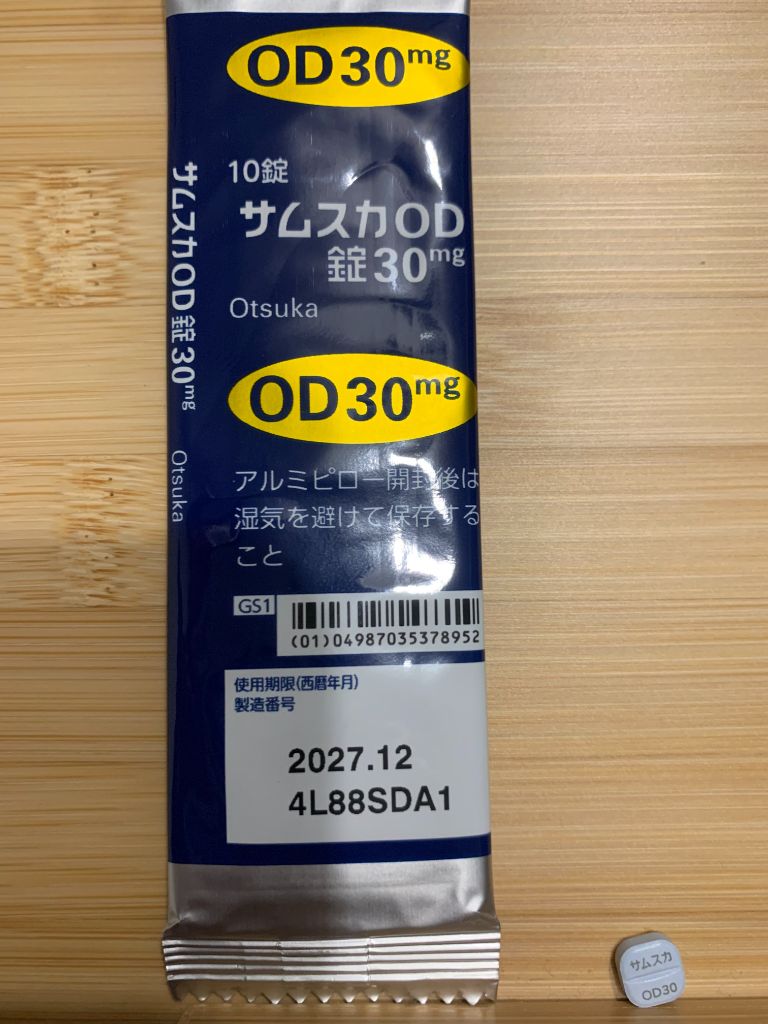 OD30mg
10錠
サムスカOD
錠30mg
Otsuka
OD30mg
アルミピロー開封後は
湿気を避けて保存する
こと
GS1
(01)04987035378952
使用期限(西暦年月)
製造番号
2027.12
4L88SDA1
サムスカOD錠30mg
Otsuka
サムスカ
OD30